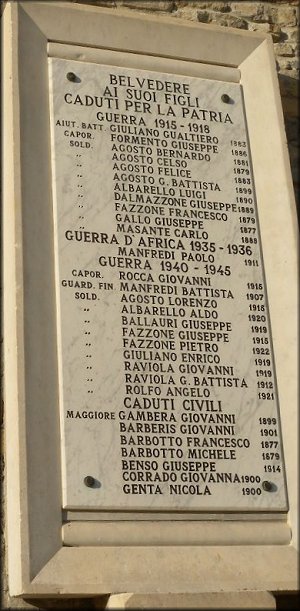 BELVEDERE
AI SUOI FIGLI
CADUTI PER LA PATRIA
GUERRA 1915-1918
AIUT. BATT. GIULIANO GUALTIERO 1883
CAPOR. FORMENTO GIUSEPPE 1886
SOLD. AGOSTO BERNARDO 1881
" AGOSTO CELSO 1879
" AGOSTO FELICE 1883
" AGOSTO G. BATTISTA 1899
" ALBARELLO LUIGI 1890
" DALMAZZONE GIUSEPPE 1889
" FAZZONE FRANCESCO 1879
" GALLO GIUSEPPE 1877
" MASANTE CARLO 1889
GUERRA D'AFRICA 1935-1936
MANFREDI PAOLO 1911
GUERRA 1940-1945
CAPOR. ROCCA GIOVANNI 1915
GUARD. FIN. MANFREDI BATTISTA 1907
SOLD. AGOSTO LORENZO 1915
" ALBARELLO ALDO 1920
" BALLAURI GIUSEPPE 1919
" FAZZONE GIUSEPPE 1915
" FAZZONE PIETRO 1922
" GIULIANO ENRICO 1919
" RAVIOLA GIOVANNI 1919
" RAVIOLA G. BATTISTA 1912
" ROLFO ANGELO 1921
CADUTI CIVILI
MAGGIORE GAMBERA GIOVANNI 1899
BARBERIS GIOVANNI 1901
BARBOTTO FRANCESCO 1877
BARBOTTO MICHELE 1879
BENSO GIUSEPPE 1914
CORRADO GIOVANNA 1900
GENTA NICOLA 1900